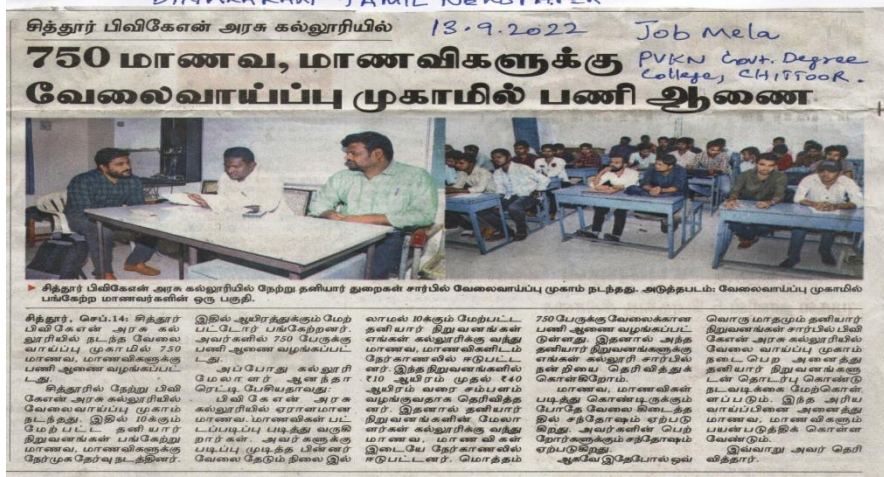 DINAKARAN TAMIL NEWSPAPER
சித்தூர் பிவிகேஎன் அரசு கல்லூரியில்
13.9.2022
Job Mela
PVKN Govt. Degree
College, CHITTOOR.
750 மாணவ, மாணவிகளுக்கு
வேலைவாய்ப்பு முகாமில் பணி ஆணை
சித்தூர் பிவிகேஎன் அரசு கல்லூரியில் நேற்று தனியார் துறைகள் சார்பில் வேலைவாய்ப்பு முகாம் நடந்தது. அடுத்தபடம்: வேலைவாய்ப்பு முகாமில்
பங்கேற்ற மாணவர்களின் ஒரு பகுதி.
சித்தூர், செப்.14: சித்தூர்
பிவிகேஎன் அரசு கல்
லூரியில் நடந்த வேலை
வாய்ப்பு முகாமில் 750
மாணவ, மாணவிகளுக்கு
பணி ஆணை வழங்கப்பட்
டது.
சித்தூரில் நேற்று பிவி
கேஎன் அரசு கல்லூரியில்
வேலைவாய்ப்பு முகாம்
நடந்தது. இதில் 10க்கும்
மேற்பட்ட தனியார்
நிறுவனங்கள் பங்கேற்று
மாணவ, மாணவிகளுக்கு
நேர்முக தேர்வு நடத்தினர்.
இதில் ஆயிரத்துக்கும் மேற்
பட்டோர் பங்கேற்றனர்.
அவர்களில் 750 பேருக்கு
பணி ஆணை வழங்கப்பட்
டது.
அப்போது கல்லூரி
மேலாளர் ஆனந்தா
ரெட்டி பேசியதாவது:
பிவிகேஎன் அரசு
கல்லூரியில் ஏராளமான
மாணவ, மாணவிகள் பட்
டப்படிப்பு படித்து வருகி
றார்கள். அவர்களுக்கு
படிப்பு முடித்த பின்னர்
வேலை தேடும் நிலை இல்
லாமல் 10க்கும் மேற்பட்ட
தனியார் நிறுவனங்கள்
எங்கள் கல்லூரிக்கு வந்து
மாணவ, மாணவிகளிடம்
நேர்காணலில் ஈடுபட்ட
னர். இந்த நிறுவனங்களில்
₹10 ஆயிரம் முதல் ₹40
ஆயிரம் வரை சம்பளம்
வழங்குவதாக தெரிவித்த
னர். இதனால் தனியார்
நிறுவனங்களின் மேலா
ளர்கள் கல்லூரிக்கு வந்து
மாணவ, மாணவிகள்
இடையே நேர்காணலில்
ஈடுபட்டனர். மொத்தம்
750 பேருக்கு வேலைக்கான
பணி ஆணை வழங்கப்பட்
டுள்ளது. இதனால் அந்த
தனியார் நிறுவனங்களுக்கு
எங்கள் கல்லூரி சார்பில்
நன்றியை தெரிவித்துக்
கொள்கிறோம்.
மாணவ, மாணவிகள்
படித்து கொண்டிருக்கும்
போதே வேலை கிடைத்த
தில் சந்தோஷம் ஏற்படு
கிறது. அவர்களின் பெற்
றோர்களுக்கும் சந்தோஷம்
ஏற்படுகிறது.
ஆகவே இதேபோல் ஒவ்
வொரு மாதமும் தனியார்
நிறுவனங்கள் சார்பில் பிவி
கேஎன் அரசு கல்லூரியில்
வேலை வாய்ப்பு முகாம்
நடைபெற அனைத்து
தனியார் நிறுவனங்களு
டன் தொடர்பு கொண்டு
நடவடிக்கை மேற்கொள்
ளப்படும். இந்த அரிய
வாய்ப்பினை அனைத்து
மாணவ, மாணவிகளும்
பயன்படுத்திக் கொள்ள
வேண்டும்.
இவ்வாறு அவர் தெரி
வித்தார்.